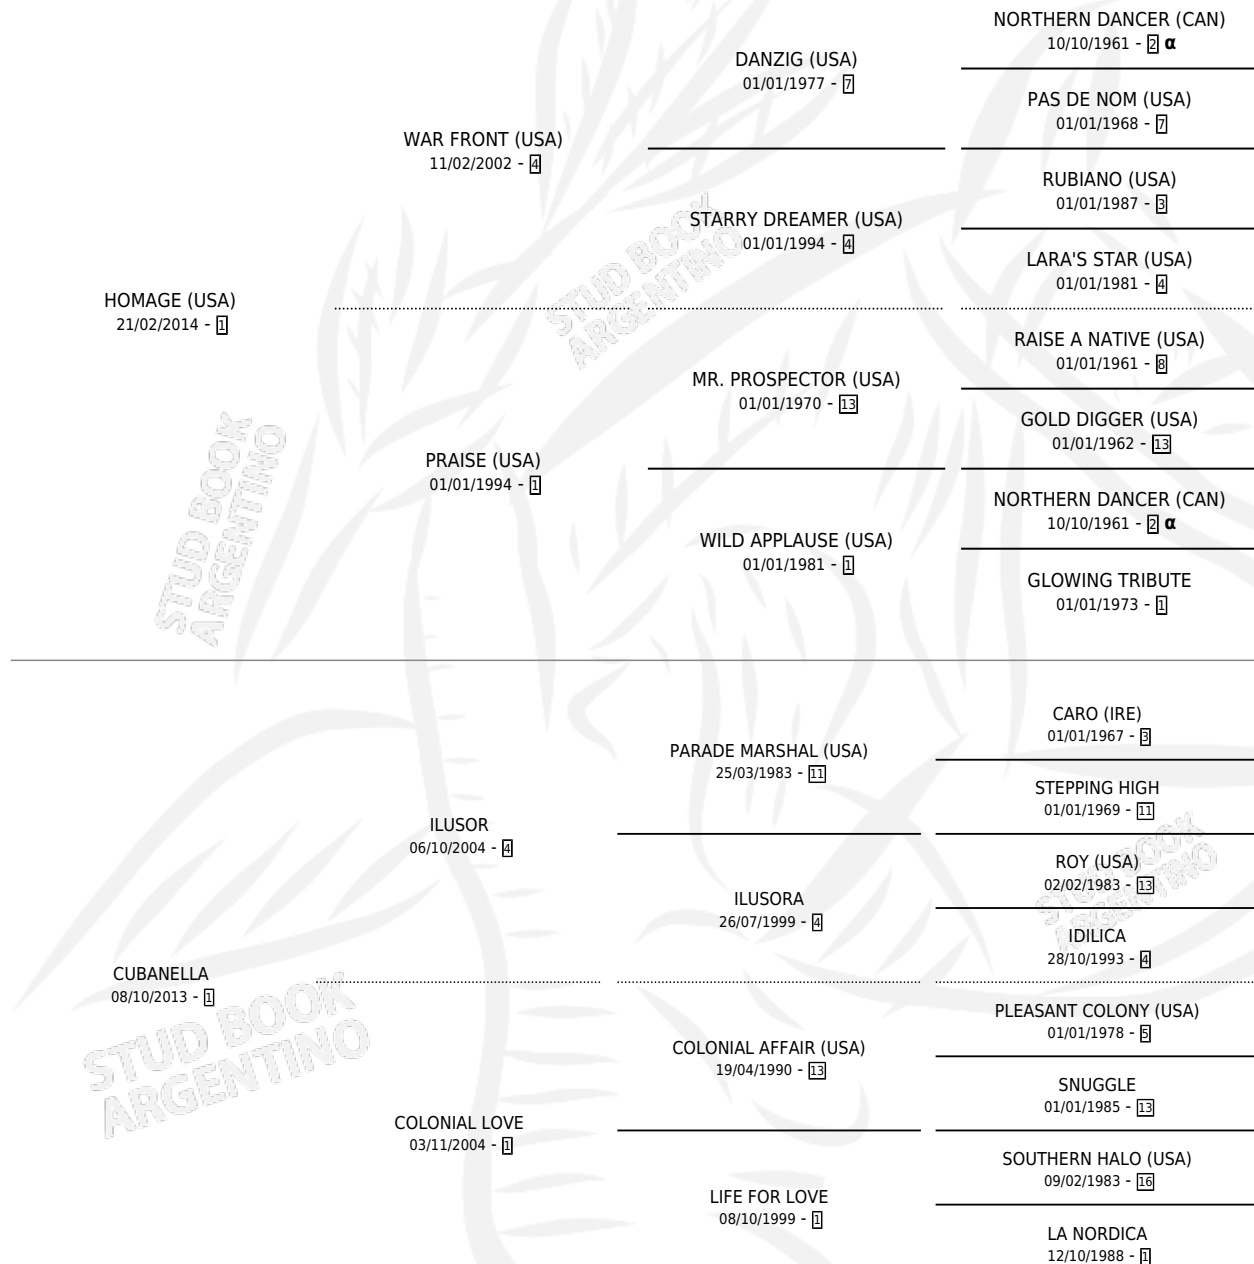 NORTHERN DANCER (CAN)
10/10/1961 - 2 α
DANZIG (USA)
01/01/1977 - 7
PAS DE NOM (USA)
01/01/1968 - 7
WAR FRONT (USA)
11/02/2002 - 4
RUBIANO (USA)
01/01/1987 - 3
STARRY DREAMER (USA)
01/01/1994 - 4
LARA'S STAR (USA)
01/01/1981 - 4
HOMAGE (USA)
21/02/2014 - 1
RAISE A NATIVE (USA)
01/01/1961 - 8
MR. PROSPECTOR (USA)
01/01/1970 - 13
GOLD DIGGER (USA)
01/01/1962 - 13
PRAISE (USA)
01/01/1994 - 1
NORTHERN DANCER (CAN)
10/10/1961 - 2 α
WILD APPLAUSE (USA)
01/01/1981 - 1
GLOWING TRIBUTE
01/01/1973 - 1
CARO (IRE)
01/01/1967 - 3
PARADE MARSHAL (USA)
25/03/1983 - 11
STEPPING HIGH
01/01/1969 - 11
ILUSOR
06/10/2004 - 4
ROY (USA)
02/02/1983 - 13
ILUSORA
26/07/1999 - 4
IDILICA
28/10/1993 - 4
CUBANELLA
08/10/2013 - 1
PLEASANT COLONY (USA)
01/01/1978 - 5
COLONIAL AFFAIR (USA)
19/04/1990 - 13
SNUGGLE
01/01/1985 - 13
COLONIAL LOVE
03/11/2004 - 1
SOUTHERN HALO (USA)
09/02/1983 - 16
LIFE FOR LOVE
08/10/1999 - 1
LA NORDICA
12/10/1988 - 1
STUD BOOK
ARGENTINO
STUD BOOK
ARGENTINO
STUD BOOK
ARGENTINO
STUD BOOK
ARGENTINO